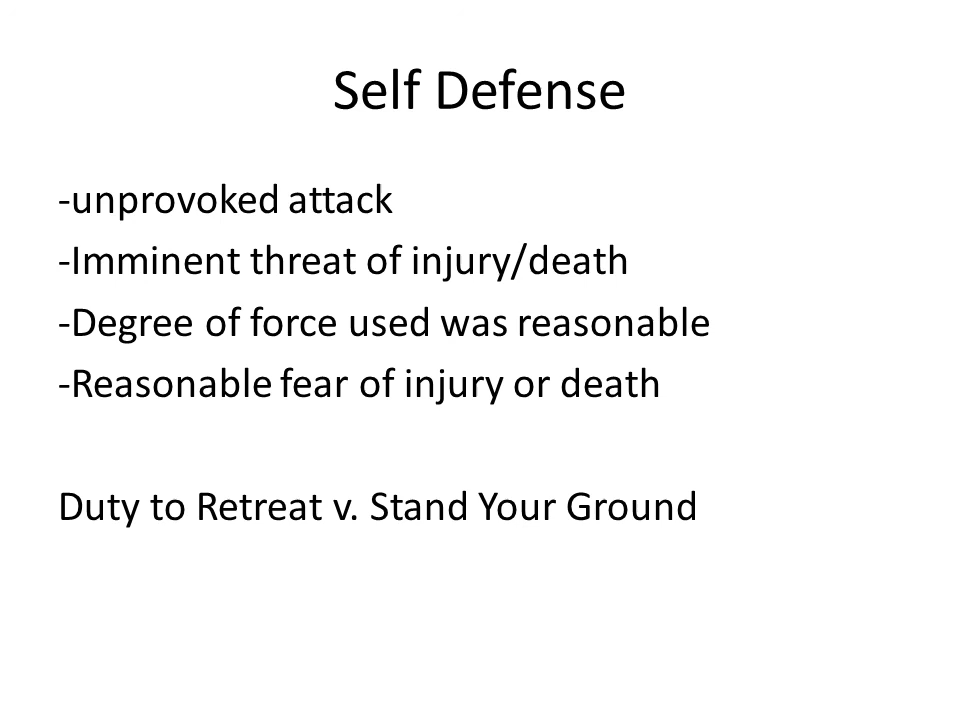 Self Defense
-unprovoked attack
-Imminent threat of injury/death
-Degree of force used was reasonable
-Reasonable fear of injury or death
Duty to Retreat v. Stand Your Ground